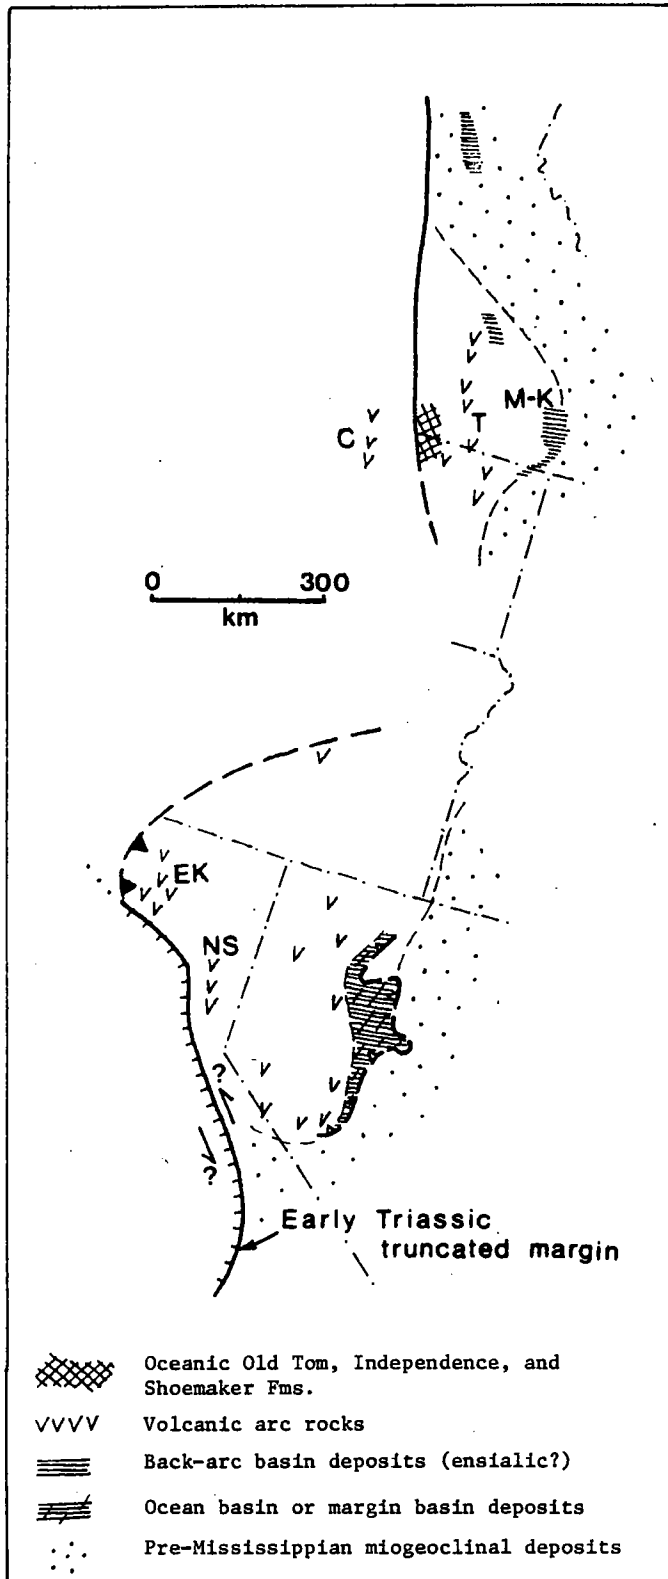 M-K
T
C
0 300
km
EK
NS
?
?
Early Triassic
truncated margin
Oceanic Old Tom, Independence, and
Shoemaker Fms.
Volcanic arc rocks
Back-arc basin deposits (ensialic?)
Ocean basin or margin basin deposits
Pre-Mississippian miogeoclinal deposits